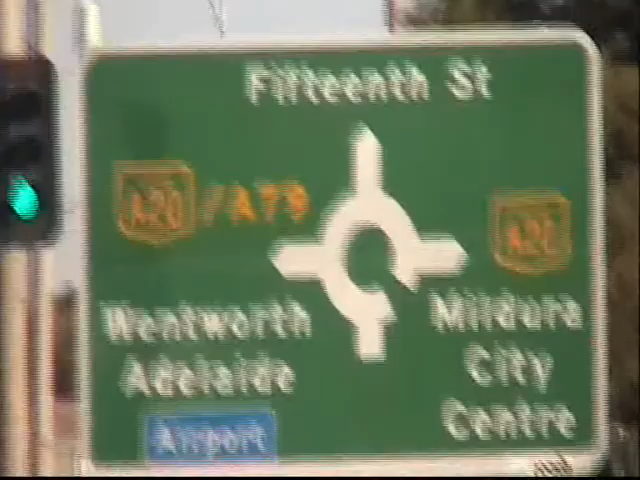 Fifteenth St
A20 / A79
A20
Wentworth
Adelaide
Airport
Mildura
City
Centre